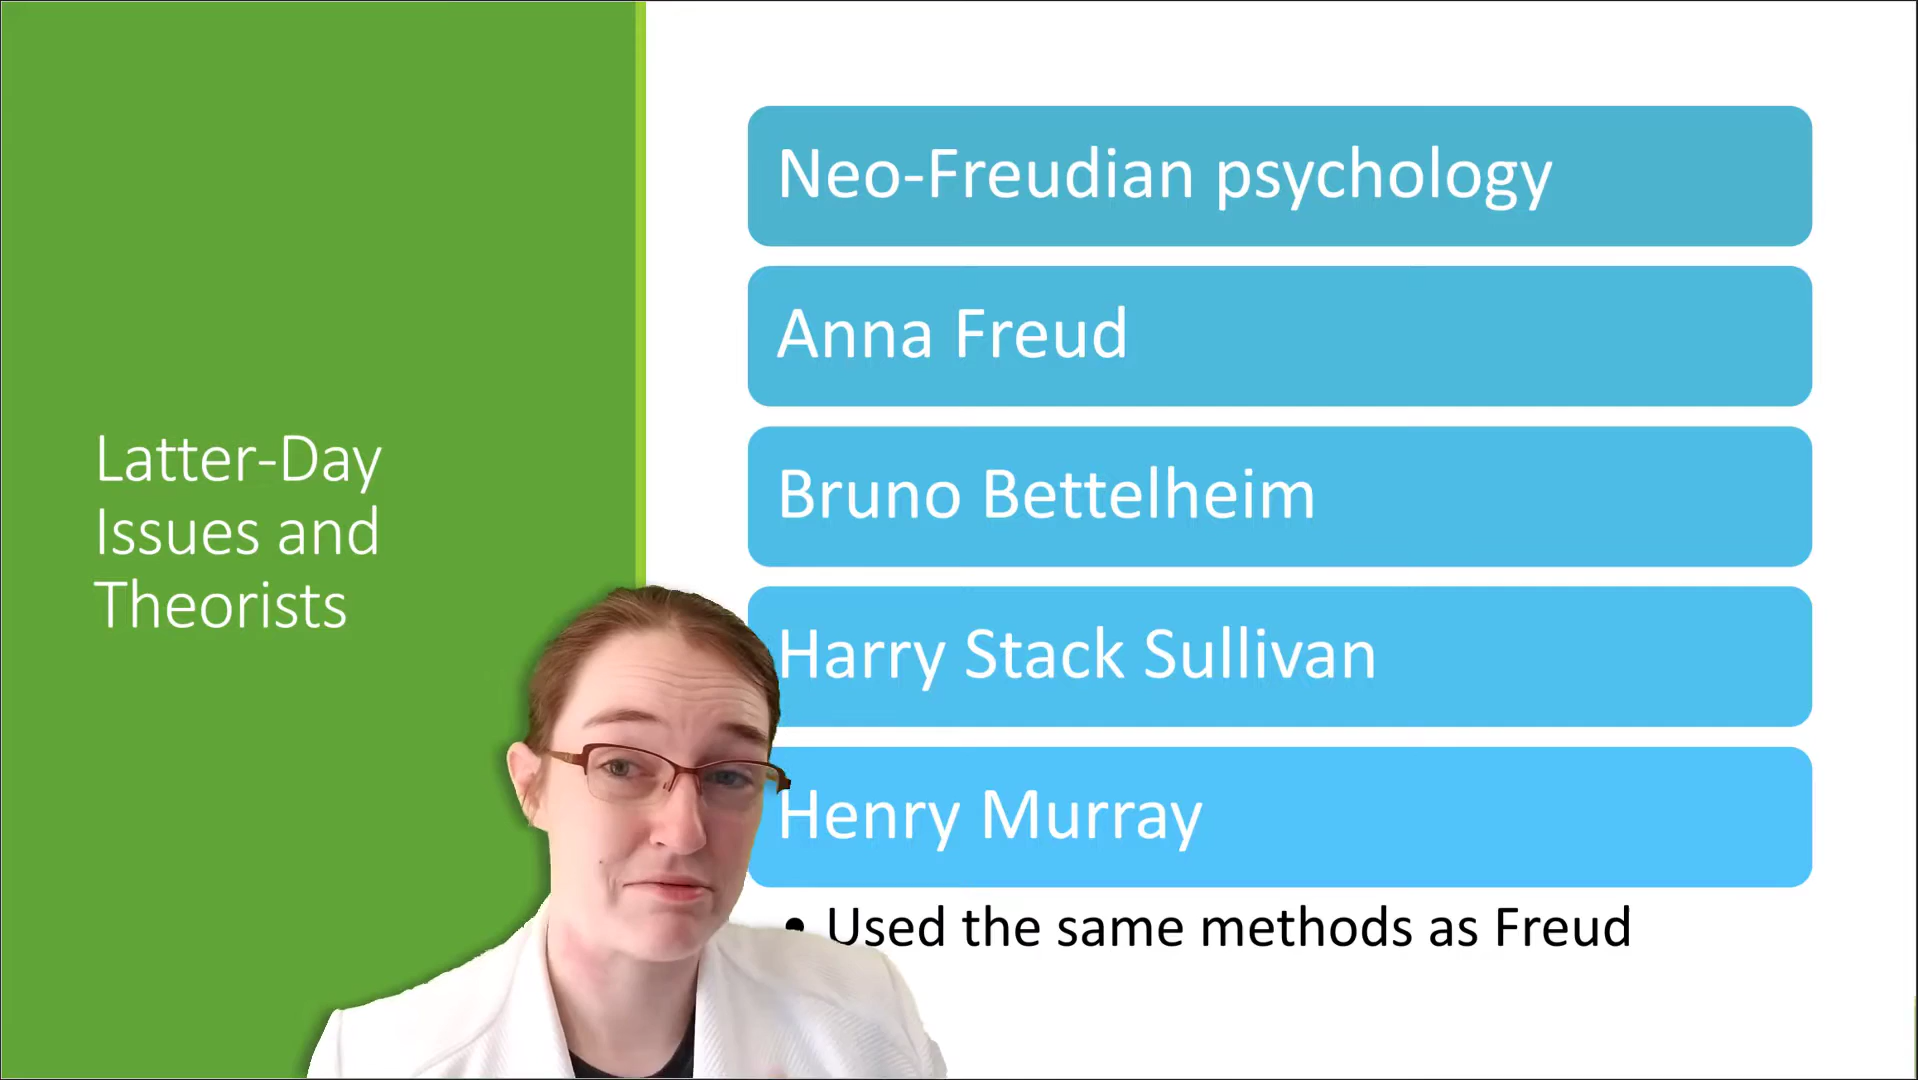 Latter-Day
Issues and
Theorists
Neo-Freudian psychology
Anna Freud
Bruno Bettelheim
Harry Stack Sullivan
Henry Murray
• Used the same methods as Freud